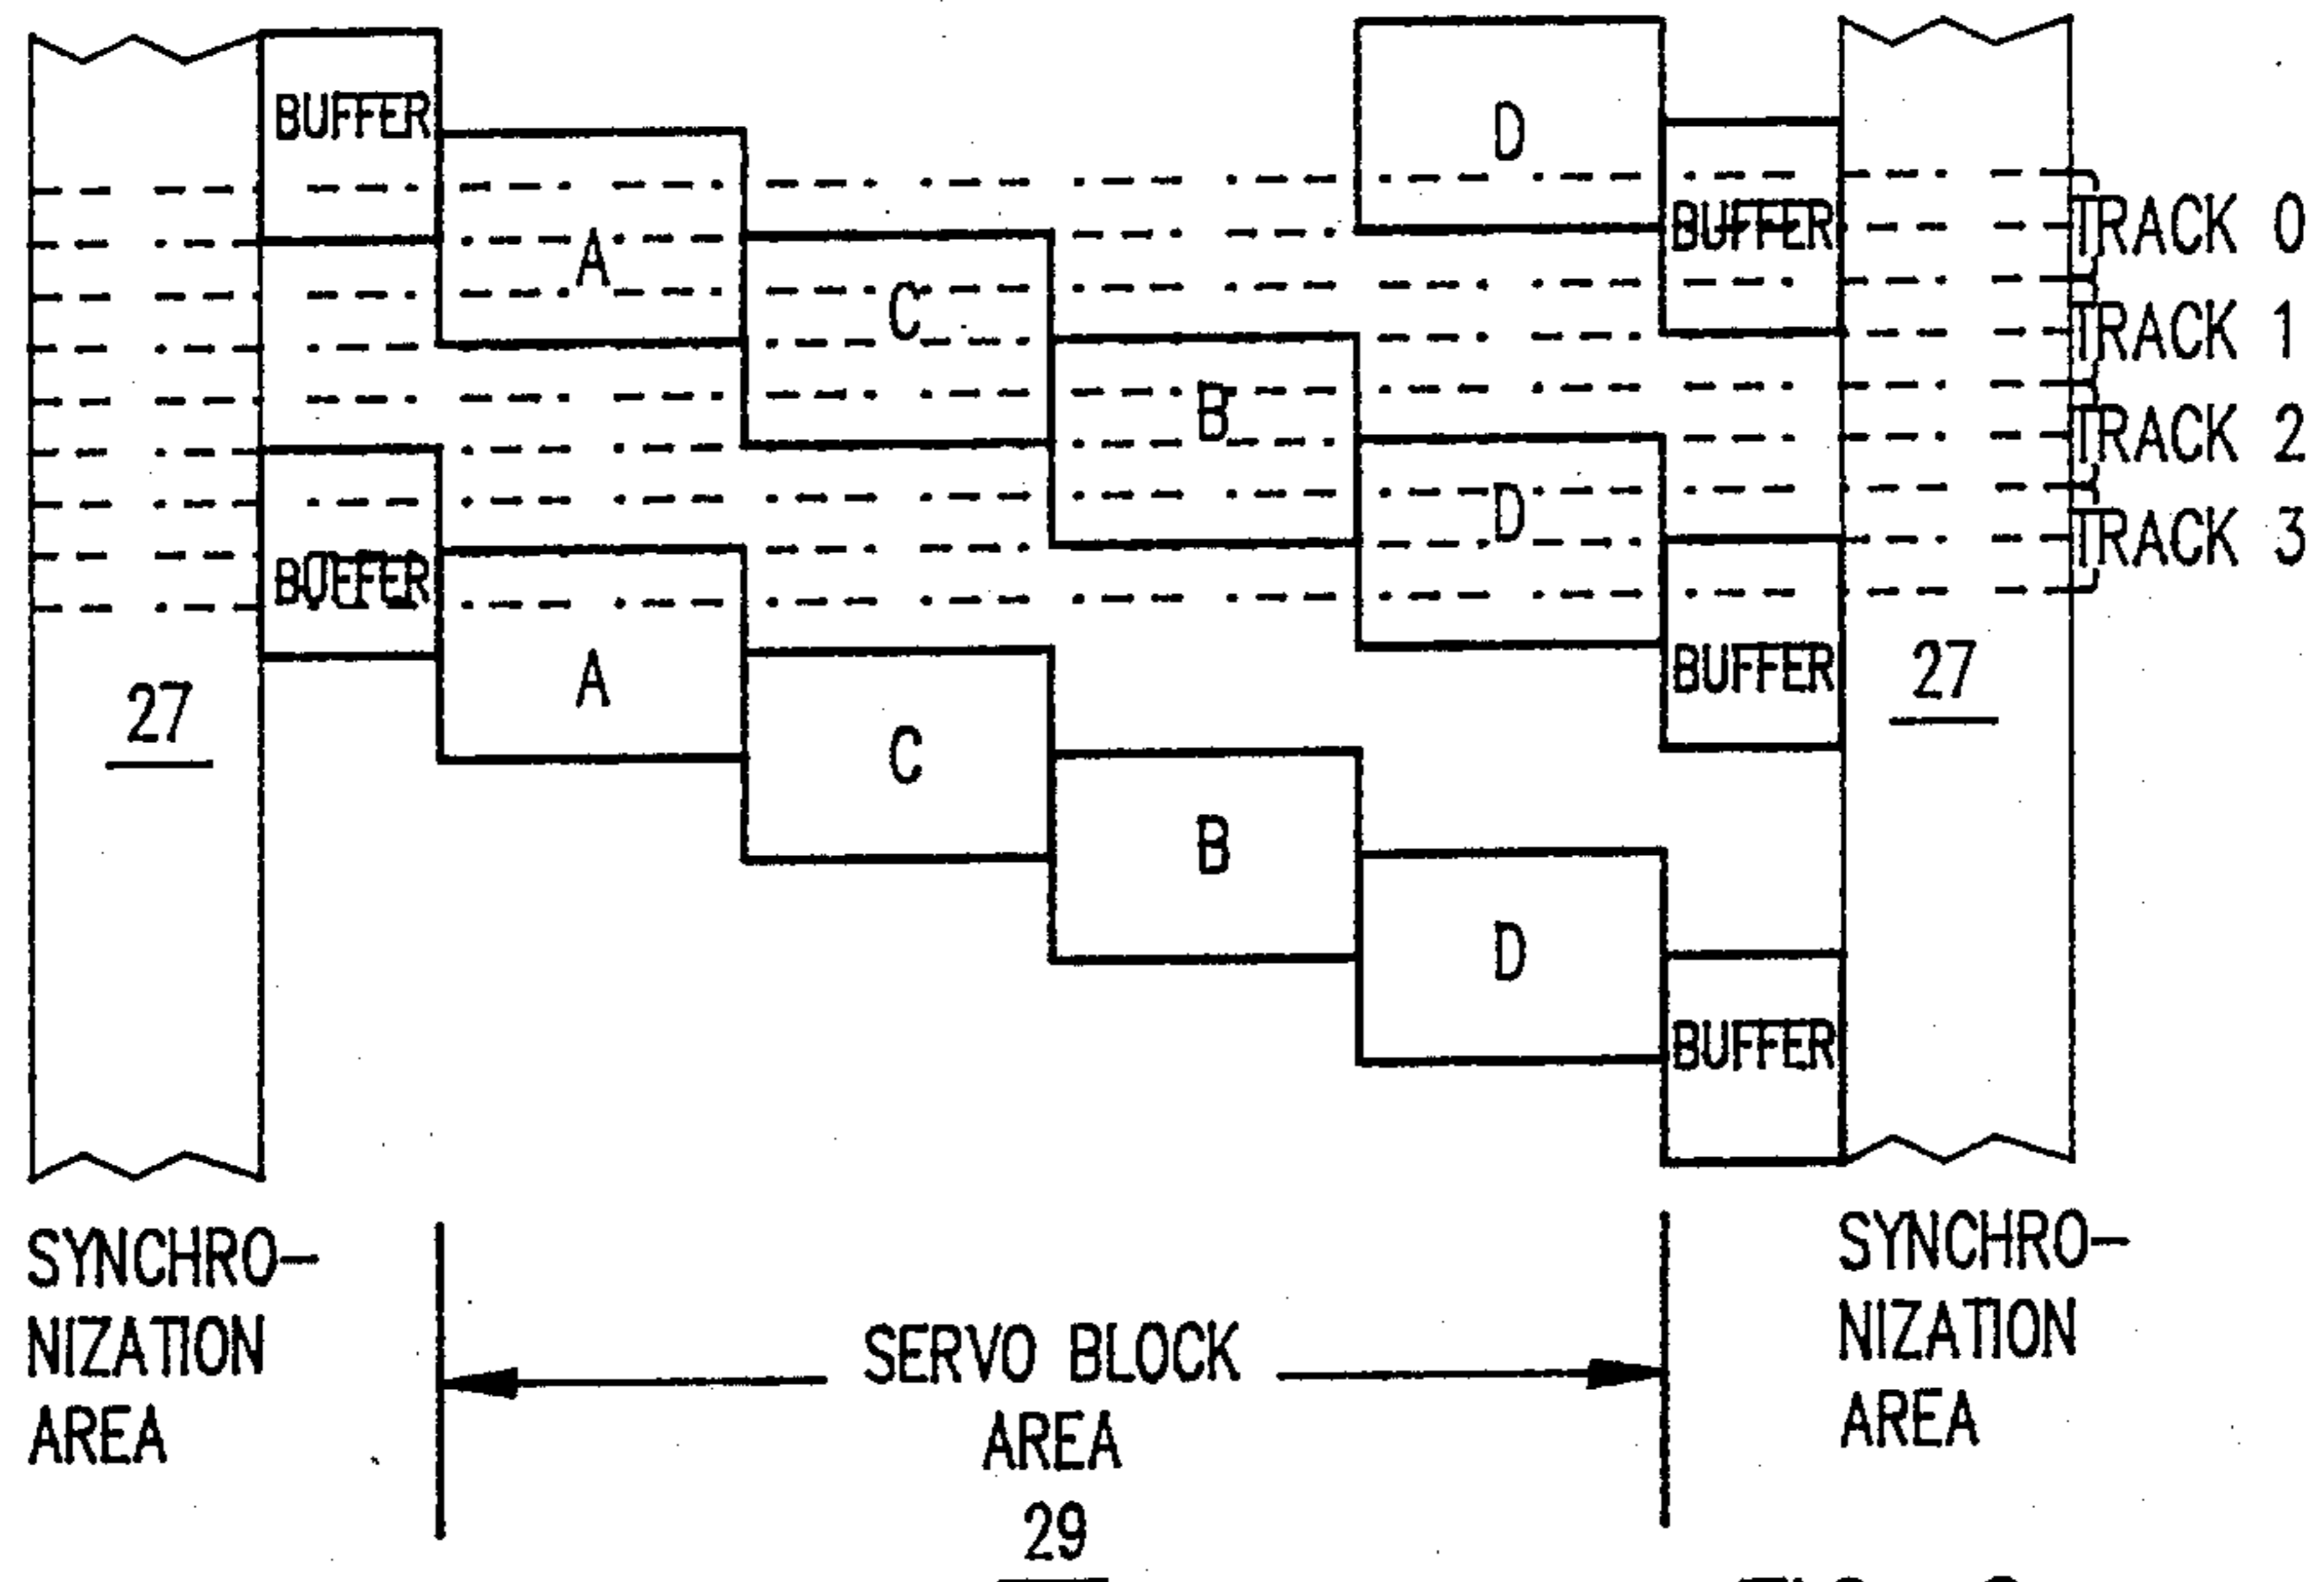 BUFFER
D
A
BUFFER
TRACK 0
C
TRACK 1
B
TRACK 2
D
TRACK 3
BUFFER
A
BUFFER
27
27
C
B
D
BUFFER
SYNCHRO-
NIZATION
AREA
SERVO BLOCK
AREA
29
SYNCHRO-
NIZATION
AREA